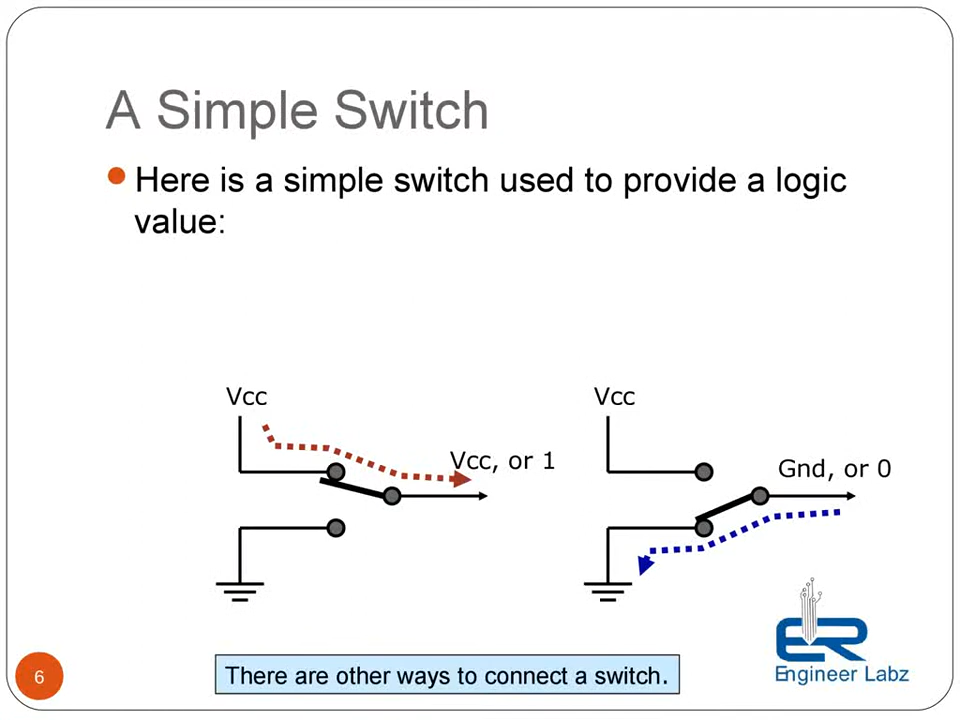 A Simple Switch
Here is a simple switch used to provide a logic
value:
Vcc
Vcc
Vcc, or 1
Gnd, or 0
ER
Engineer Labz
6
There are other ways to connect a switch.